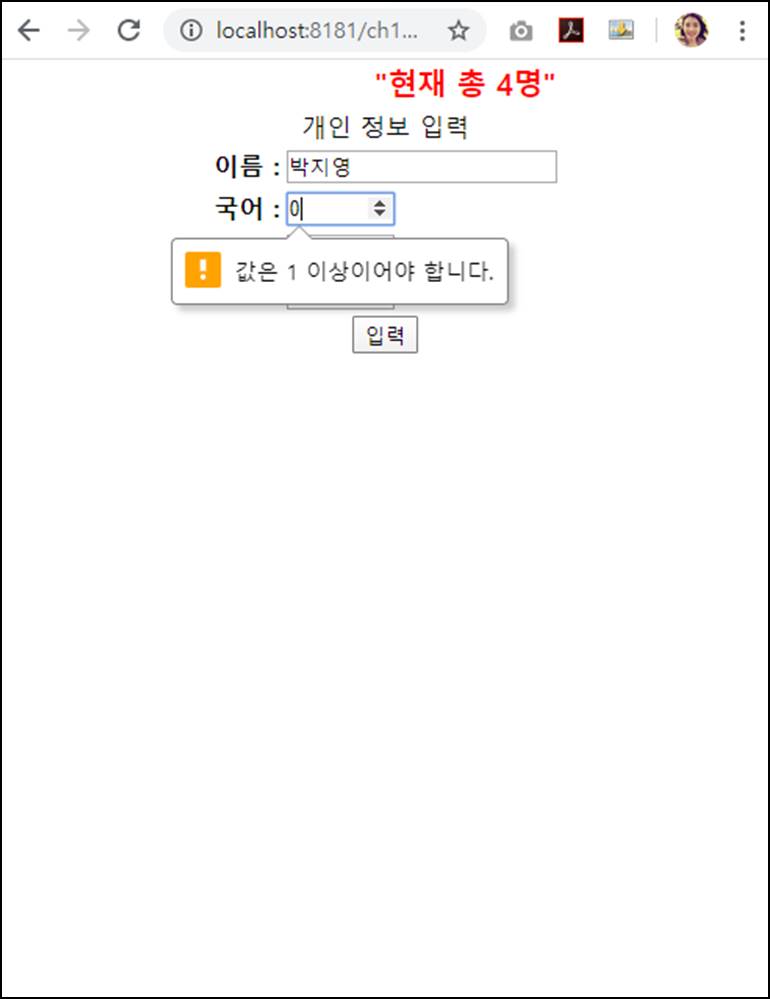 localhost:8181/ch1...
"현재 총 4명"
개인 정보 입력
이름 : 박지영
국어 : 0
값은 1 이상이어야 합니다.
입력